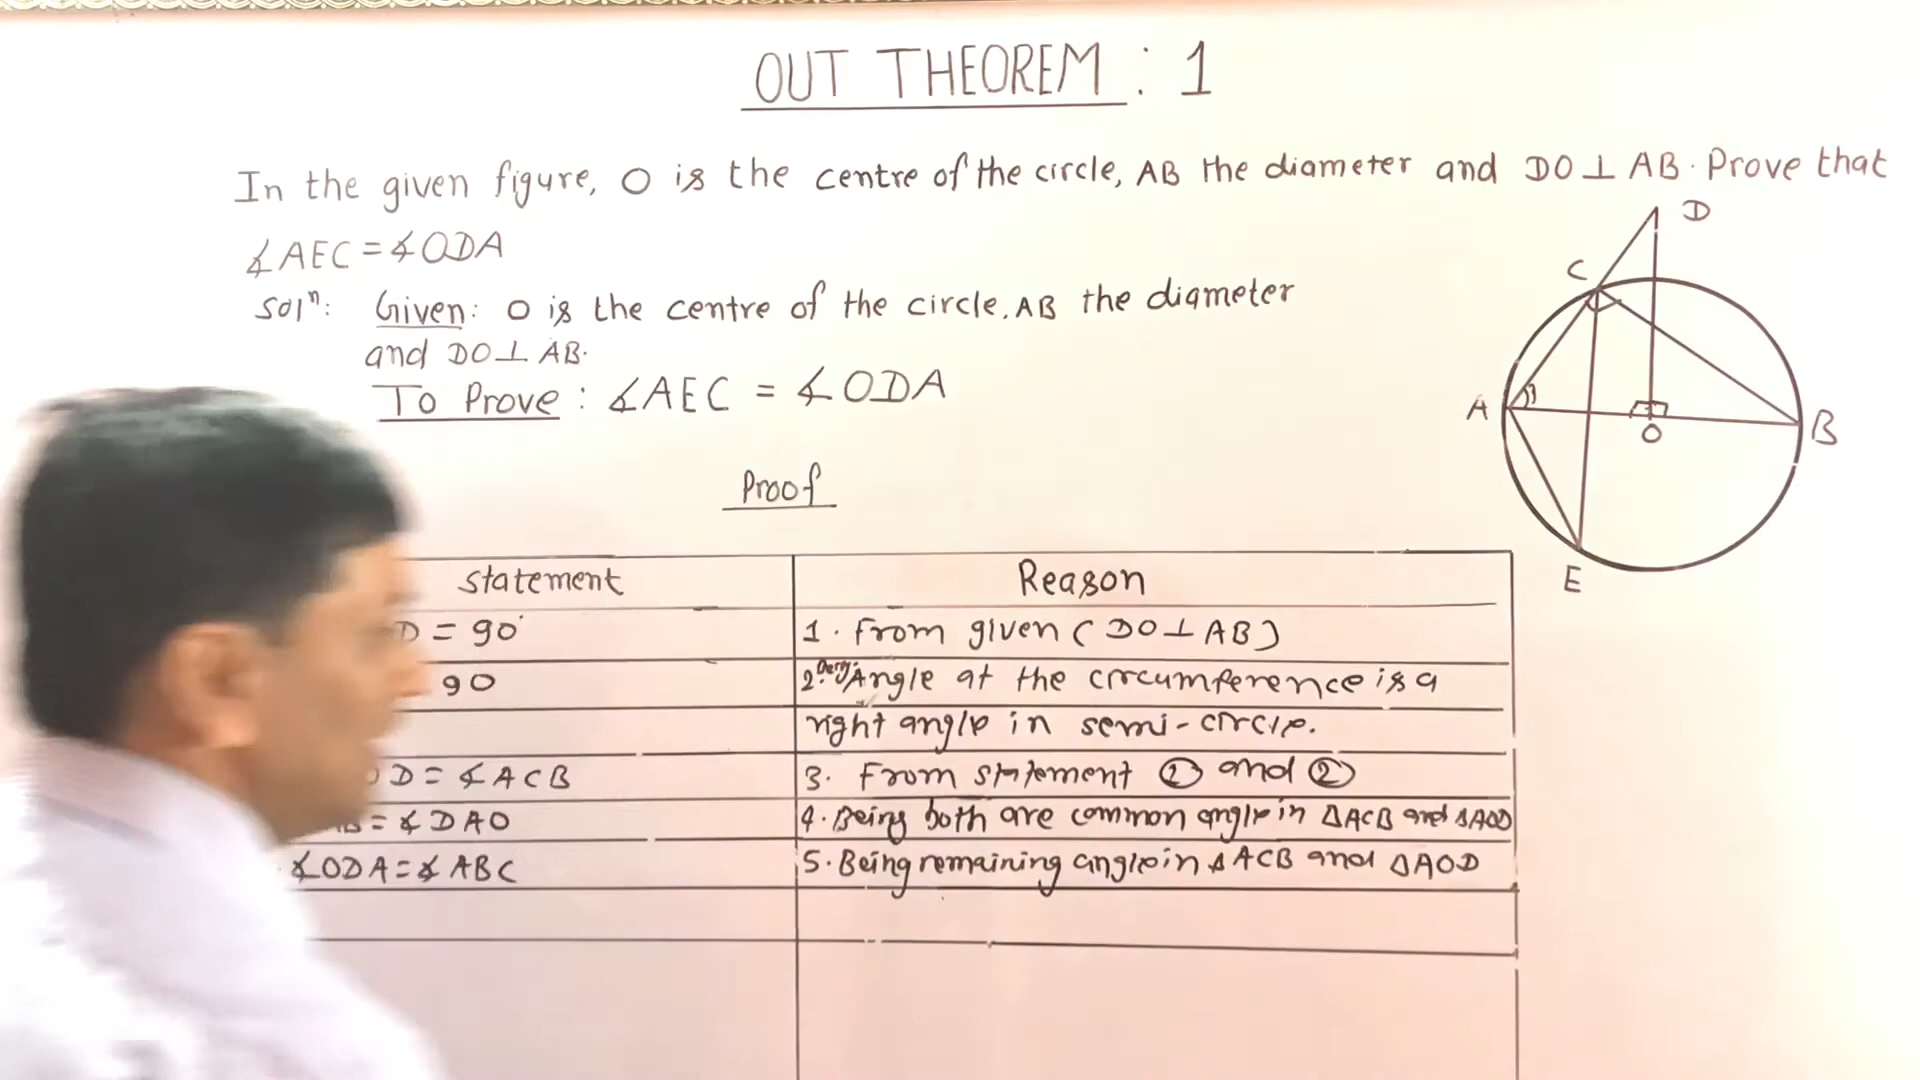 OUT THEOREM : 1
In the given figure, O is the centre of the circle, AB the diameter and DO⊥AB. Prove that
∡AEC = ∡ODA
Solⁿ: Given: O is the centre of the circle, AB the diameter
and DO⊥AB.
To Prove : ∡AEC = ∡ODA
D
C
A
O
B
E
Proof
statement Reason
D = 90° 1. From given (DO⊥AB)
90 2. Being Angle at the circumference is a
right angle in semi-circle.
D = ∡ACB 3. From statement ① and ②
= ∡DAO 4. Being both are common angle in ΔACB and ΔAOD
∡ODA = ∡ABC 5. Being remaining angle in ΔACB and ΔAOD